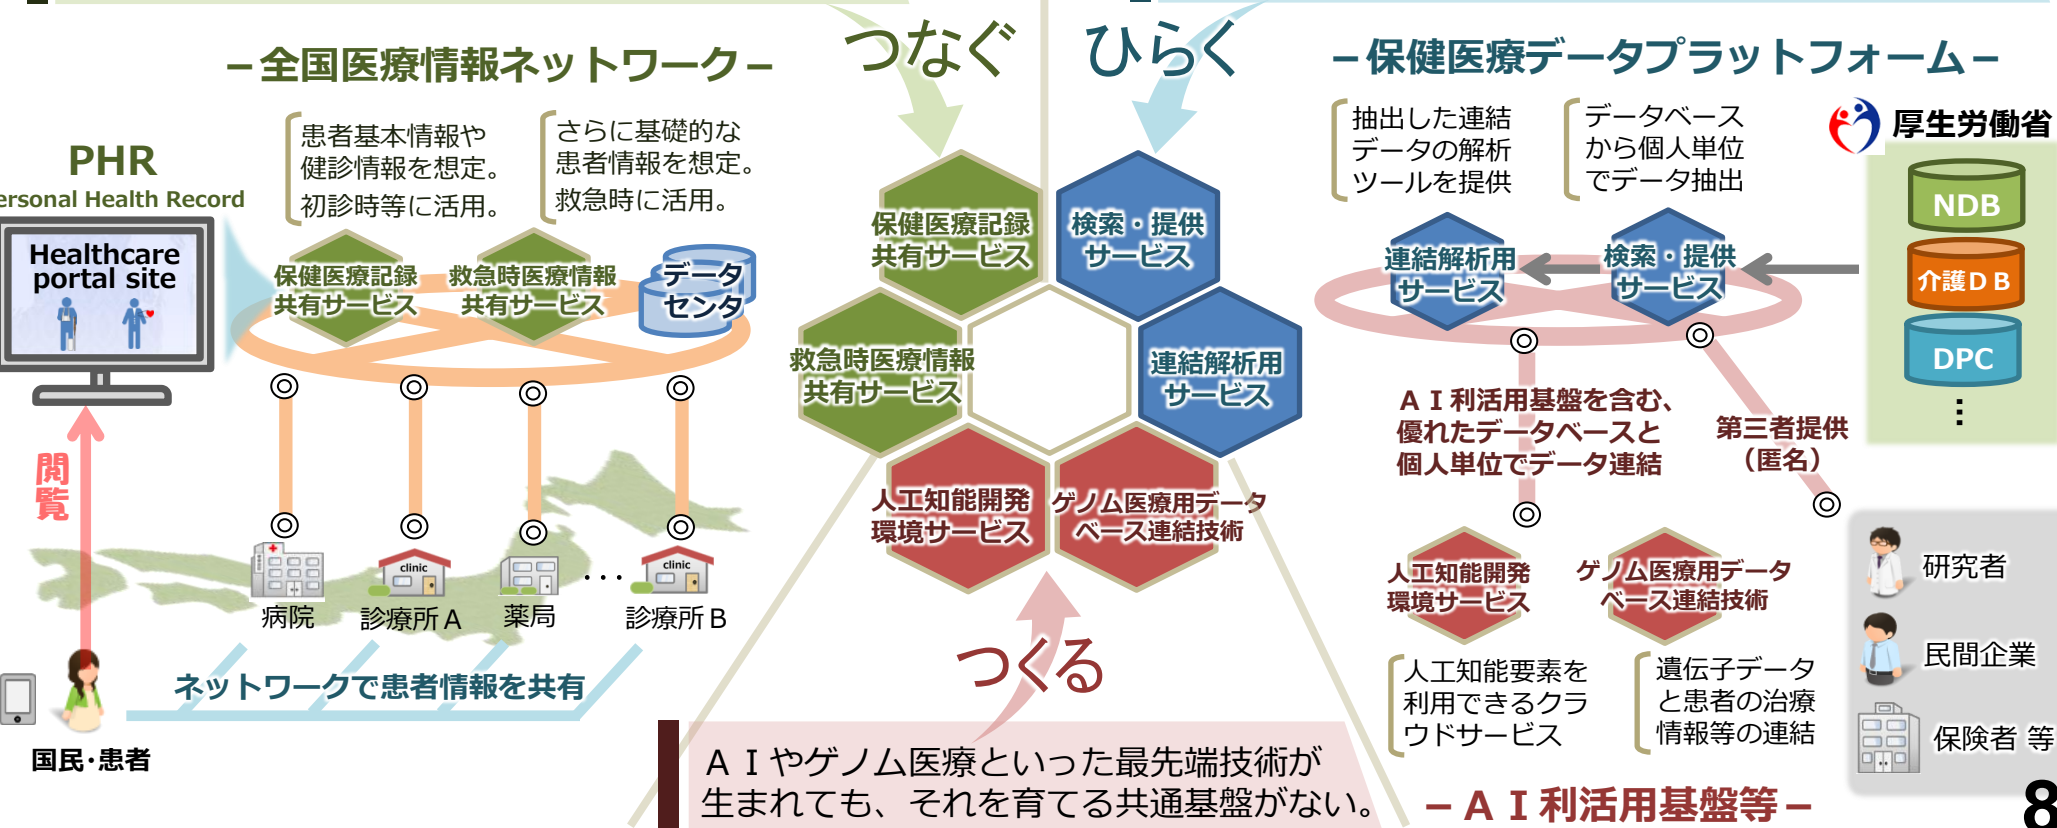 つなぐ
ひらく
－全国医療情報ネットワーク－
－保健医療データプラットフォーム－
患者基本情報や
健診情報を想定。
初診時等に活用。
さらに基礎的な
患者情報を想定。
救急時に活用。
PHR
ersonal Health Record
Healthcare
portal site
保健医療記録
共有サービス
救急時医療情報
共有サービス
データ
センタ
閲
覧
病院
clinic
診療所Ａ
薬局
･･･
clinic
診療所Ｂ
ネットワークで患者情報を共有
国民･患者
保健医療記録
共有サービス
検索・提供
サービス
救急時医療情報
共有サービス
連結解析用
サービス
人工知能開発
環境サービス
ゲノム医療用データ
ベース連結技術
つくる
ＡＩやゲノム医療といった最先端技術が
生まれても、それを育てる共通基盤がない。
抽出した連結
データの解析
ツールを提供
データベース
から個人単位
でデータ抽出
厚生労働省
NDB
介護ＤＢ
DPC
…
連結解析用
サービス
検索・提供
サービス
ＡＩ利活用基盤を含む、
優れたデータベースと
個人単位でデータ連結
第三者提供
（匿名）
人工知能開発
環境サービス
ゲノム医療用データ
ベース連結技術
人工知能要素を
利用できるクラ
ウドサービス
遺伝子データ
と患者の治療
情報等の連結
研究者
民間企業
保険者 等
－ＡＩ利活用基盤等－
8